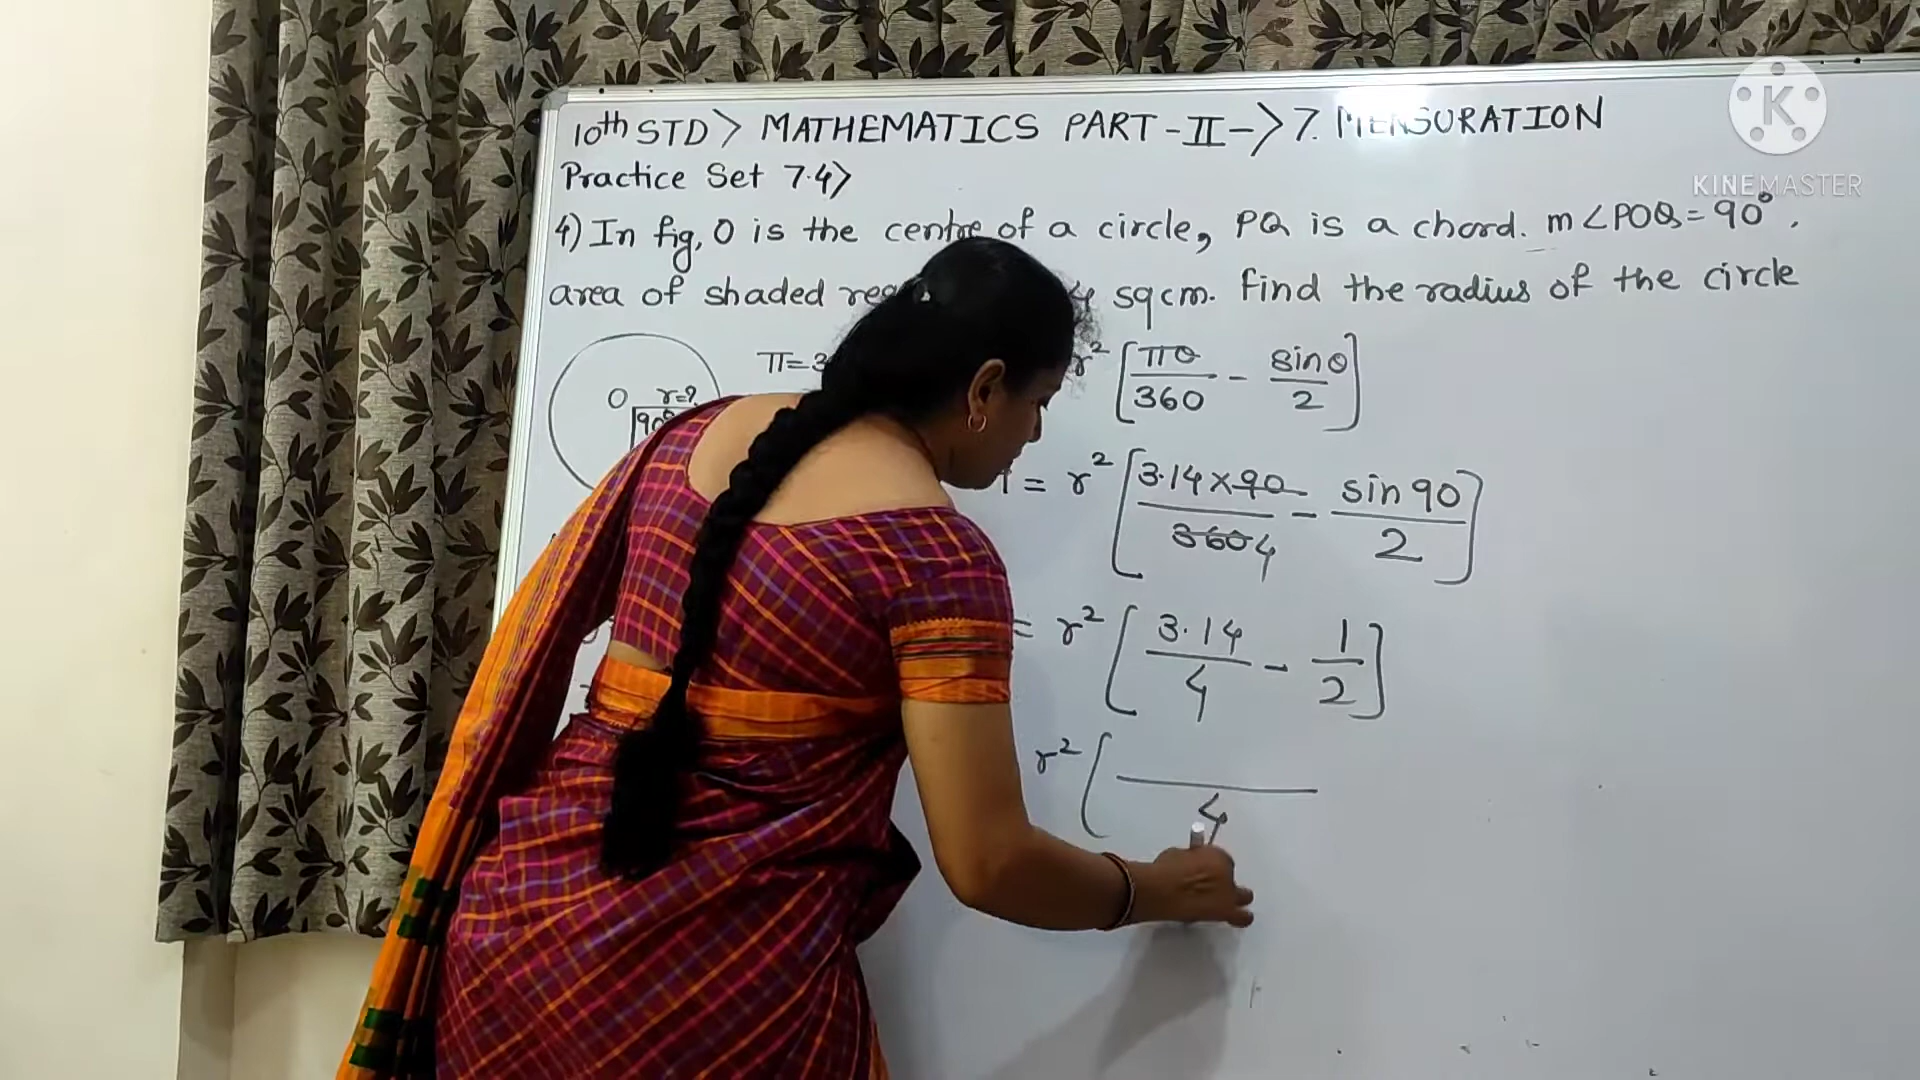 10th STD > MATHEMATICS PART -II -> 7. MENSURATION
Practice Set 7.4>
4) In fig, O is the centre of a circle, PQ is a chord. m∠POQ = 90°.
area of shaded sq cm. find the radius of the circle
O r=?
90°
π=3
r² [πθ/360 - sinθ/2]
= r² [3.14×90/360 4 - sin 90/2]
= r² [3.14/4 - 1/2]
r² [ /4
K
KINEMASTER